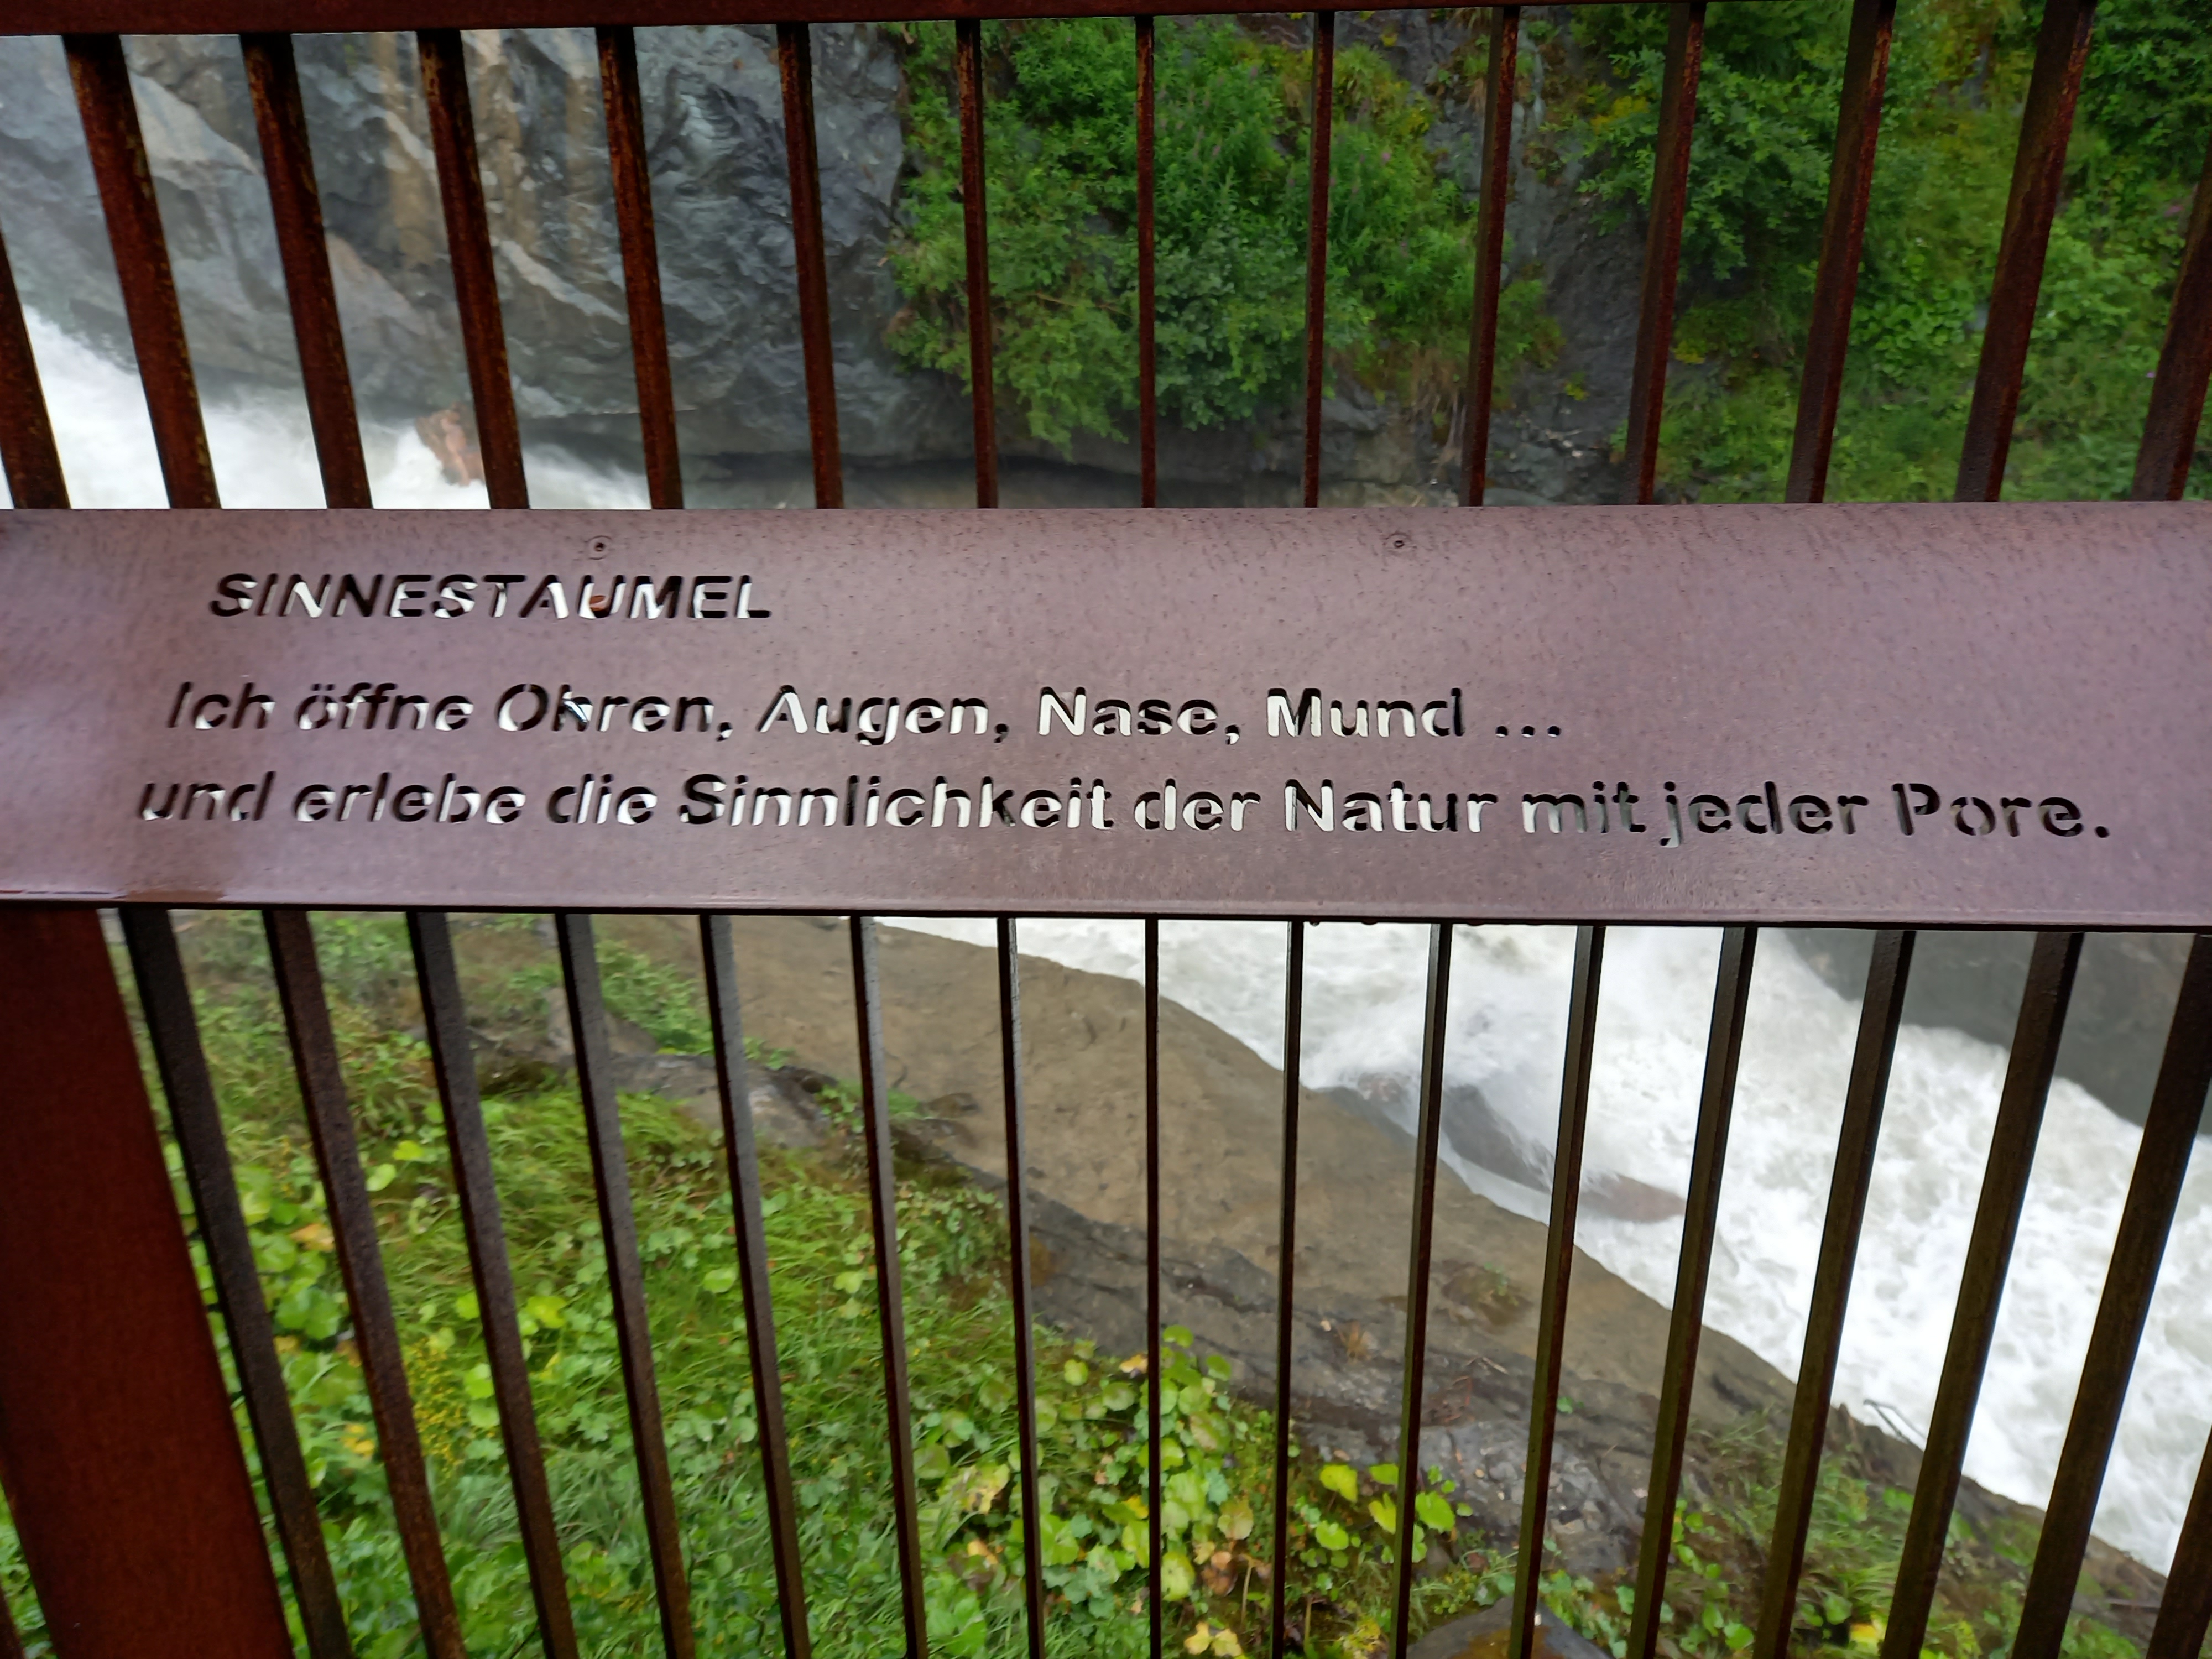 SINNESTAUMEL
Ich öffne Ohren, Augen, Nase, Mund ...
und erlebe die Sinnlichkeit der Natur mit jeder Pore.